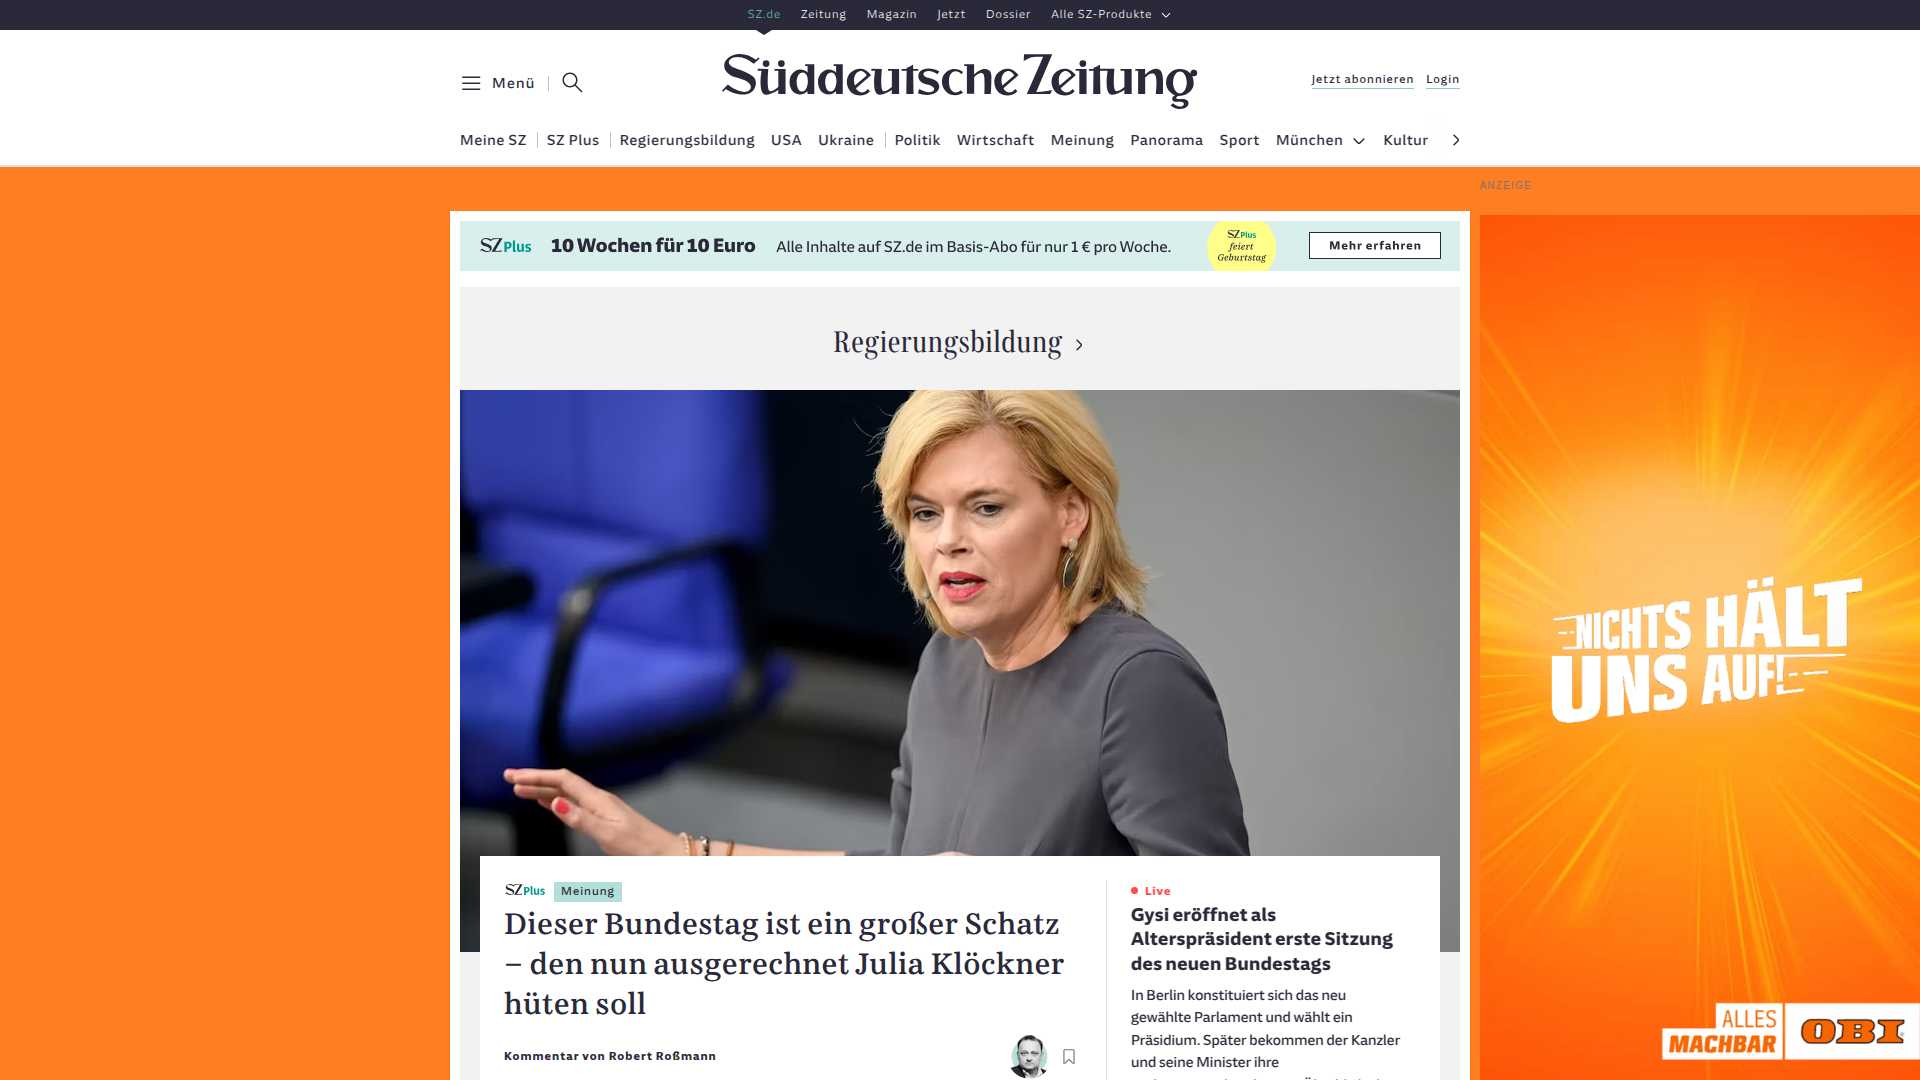 SZ.de Zeitung Magazin Jetzt Dossier Alle SZ-Produkte
Menü
Süddeutsche Zeitung
Jetzt abonnieren Login
Meine SZ SZ Plus Regierungsbildung USA Ukraine Politik Wirtschaft Meinung Panorama Sport München Kultur
ANZEIGE
SZ Plus 10 Wochen für 10 Euro Alle Inhalte auf SZ.de im Basis-Abo für nur 1 € pro Woche.
SZ Plus
feiert
Geburtstag
Mehr erfahren
Regierungsbildung
SZ Plus Meinung
Dieser Bundestag ist ein großer Schatz
– den nun ausgerechnet Julia Klöckner
hüten soll
Kommentar von Robert Roßmann
Live
Gysi eröffnet als
Alterspräsident erste Sitzung
des neuen Bundestags
In Berlin konstituiert sich das neu
gewählte Parlament und wählt ein
Präsidium. Später bekommen der Kanzler
und seine Minister ihre
NICHTS HÄLT
UNS AUF!
ALLES
MACHBAR
OBI